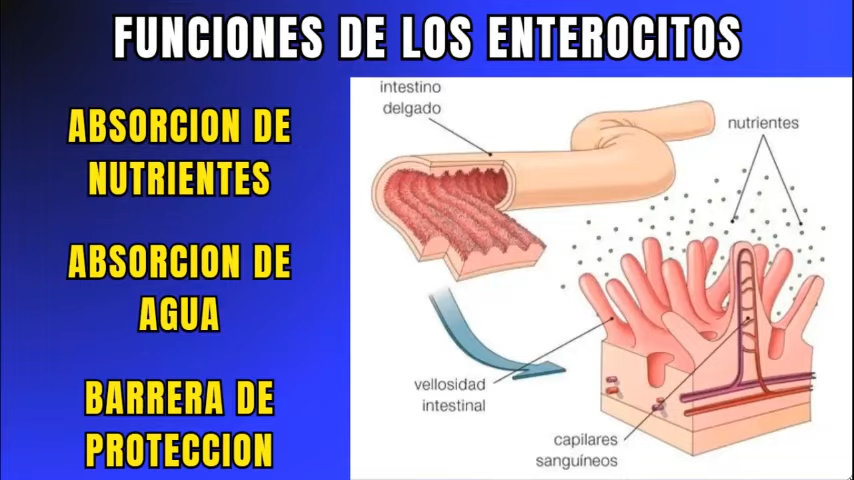 FUNCIONES DE LOS ENTEROCITOS
ABSORCION DE
NUTRIENTES
ABSORCION DE
AGUA
BARRERA DE
PROTECCION
intestino
delgado
nutrientes
vellosidad
intestinal
capilares
sanguíneos